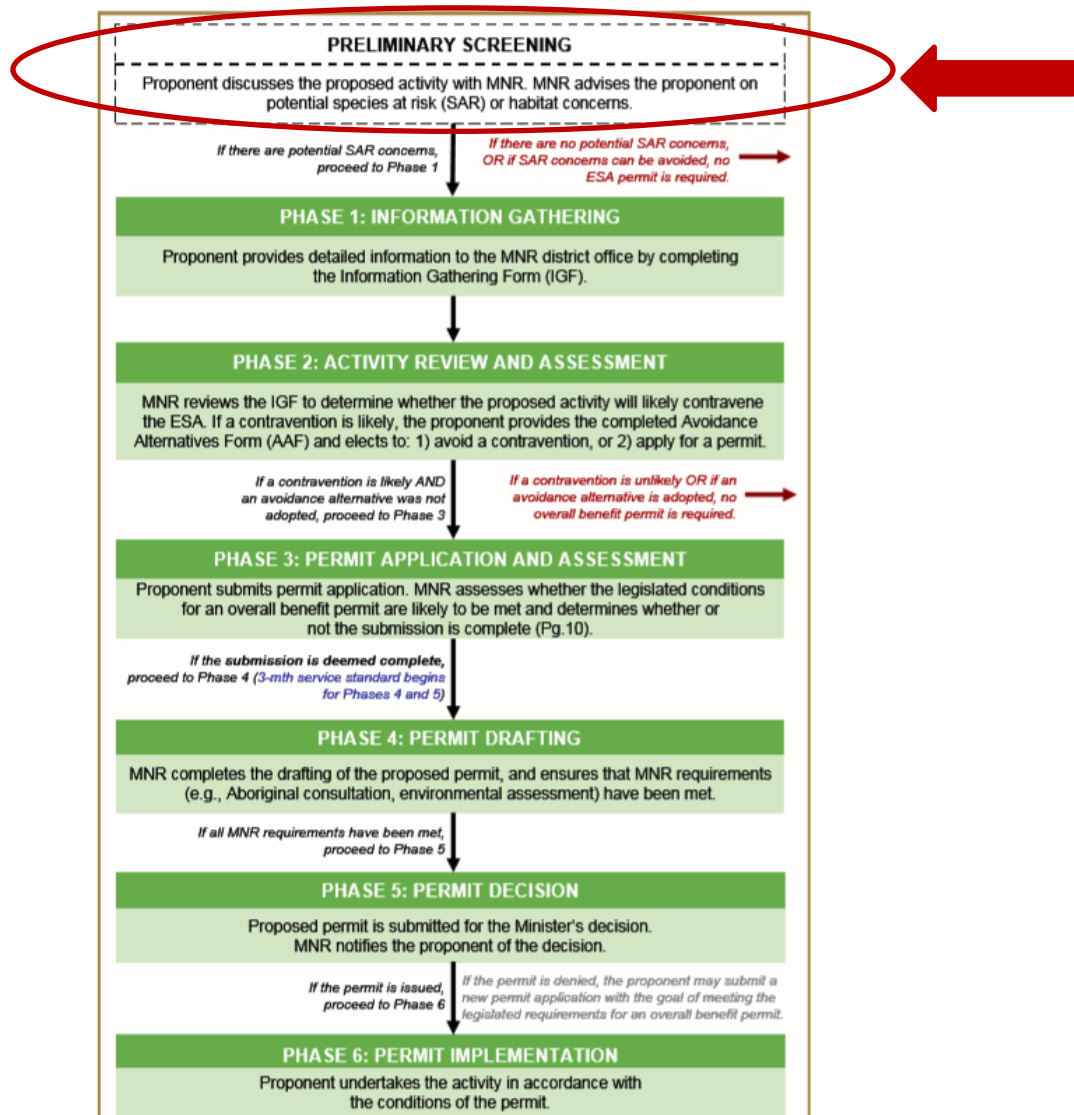 PRELIMINARY SCREENING
Proponent discusses the proposed activity with MNR. MNR advises the proponent on
potential species at risk (SAR) or habitat concerns.
If there are potential SAR concerns,
proceed to Phase 1
If there are no potential SAR concerns,
OR if SAR concerns can be avoided, no
ESA permit is required.
PHASE 1: INFORMATION GATHERING
Proponent provides detailed information to the MNR district office by completing
the Information Gathering Form (IGF).
PHASE 2: ACTIVITY REVIEW AND ASSESSMENT
MNR reviews the IGF to determine whether the proposed activity will likely contravene
the ESA. If a contravention is likely, the proponent provides the completed Avoidance
Alternatives Form (AAF) and elects to: 1) avoid a contravention, or 2) apply for a permit.
If a contravention is likely AND
an avoidance alternative was not
adopted, proceed to Phase 3
If a contravention is unlikely OR if an
avoidance alternative is adopted, no
overall benefit permit is required.
PHASE 3: PERMIT APPLICATION AND ASSESSMENT
Proponent submits permit application. MNR assesses whether the legislated conditions
for an overall benefit permit are likely to be met and determines whether or
not the submission is complete (Pg.10).
If the submission is deemed complete,
proceed to Phase 4 (3-mth service standard begins
for Phases 4 and 5)
PHASE 4: PERMIT DRAFTING
MNR completes the drafting of the proposed permit, and ensures that MNR requirements
(e.g., Aboriginal consultation, environmental assessment) have been met.
If all MNR requirements have been met,
proceed to Phase 5
PHASE 5: PERMIT DECISION
Proposed permit is submitted for the Minister's decision.
MNR notifies the proponent of the decision.
If the permit is issued,
proceed to Phase 6
If the permit is denied, the proponent may submit a
new permit application with the goal of meeting the
legislated requirements for an overall benefit permit.
PHASE 6: PERMIT IMPLEMENTATION
Proponent undertakes the activity in accordance with
the conditions of the permit.